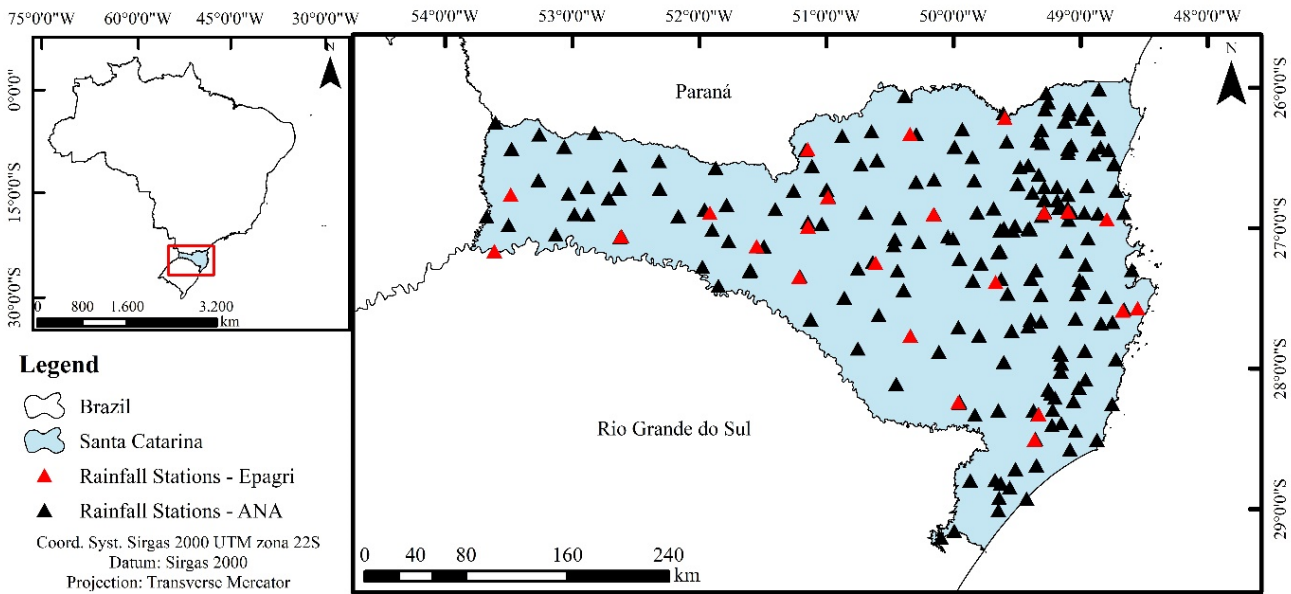 75°0'0"W 60°0'0"W 45°0'0"W 30°0'0"W
54°0'0"W 53°0'0"W 52°0'0"W 51°0'0"W 50°0'0"W 49°0'0"W 48°0'0"W
N
0°0'0"
15°0'0"S
30°0'0"S
0 800 1.600 3.200
km
N
Paraná
Rio Grande do Sul
26°0'0"S
27°0'0"S
28°0'0"S
29°0'0"S
0 40 80 160 240
km
Legend
Brazil
Santa Catarina
Rainfall Stations - Epagri
Rainfall Stations - ANA
Coord. Syst. Sirgas 2000 UTM zona 22S
Datum: Sirgas 2000
Projection: Transverse Mercator